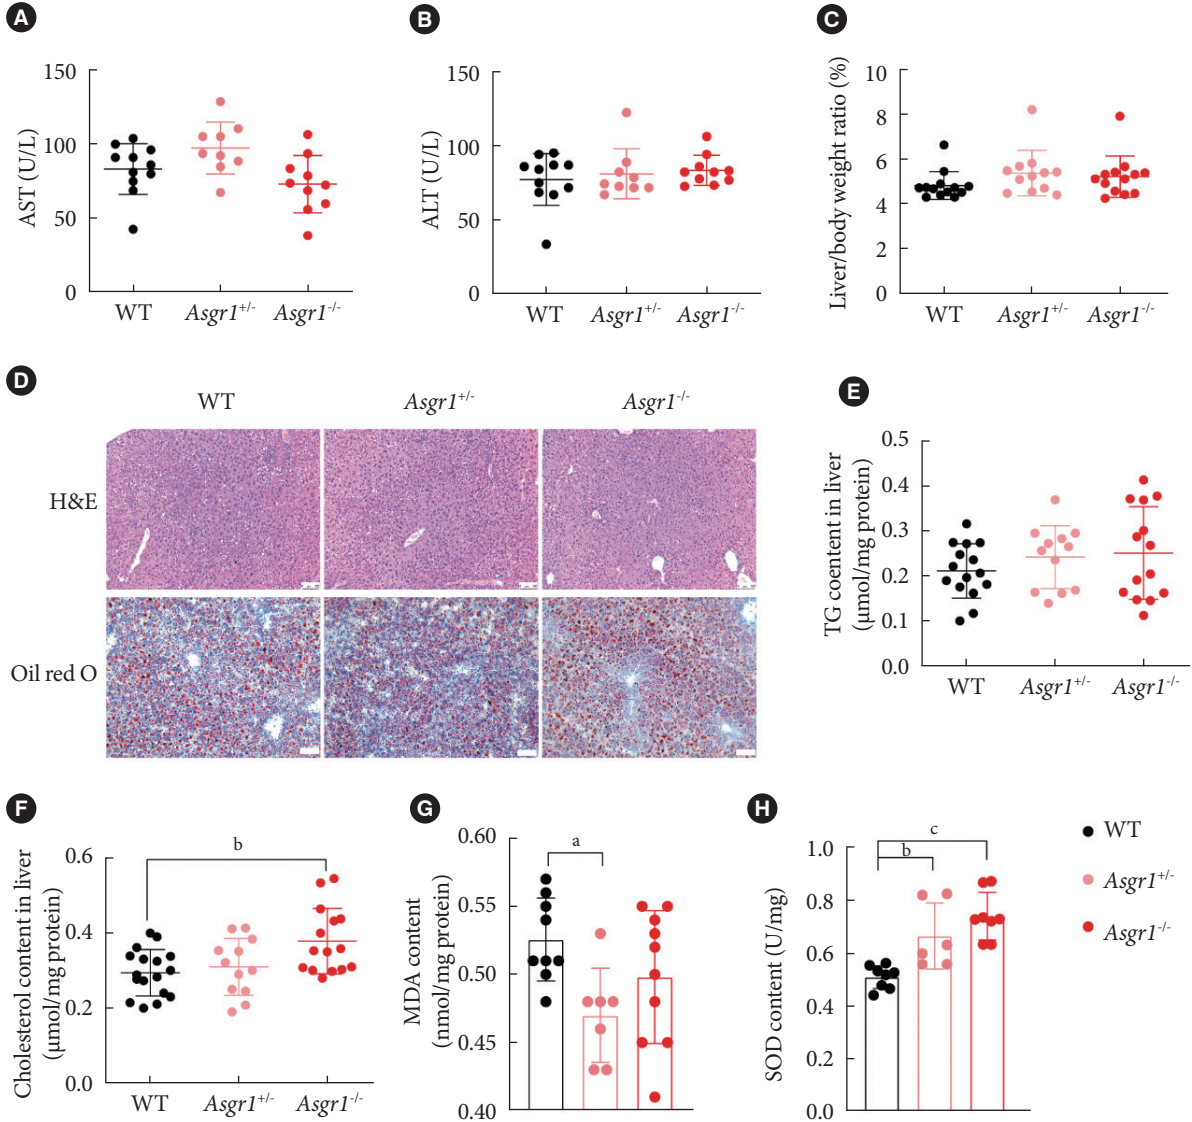 A
AST (U/L)
150
100
50
0
WT
Asgr1+/-
Asgr1-/-
B
ALT (U/L)
150
100
50
0
WT
Asgr1+/-
Asgr1-/-
C
Liver/body weight ratio (%)
10
8
6
4
2
0
WT
Asgr1+/-
Asgr1-/-
D
WT
Asgr1+/-
Asgr1-/-
H&E
Oil red O
E
TG coentent in liver
(μmol/mg protein)
0.5
0.4
0.3
0.2
0.1
0.0
WT
Asgr1+/-
Asgr1-/-
F
Cholesterol content in liver
(μmol/mg protein)
0.6
0.4
0.2
0.0
b
WT
Asgr1+/-
Asgr1-/-
G
MDA content
(nmol/mg protein)
0.60
0.55
0.50
0.45
0.40
a
H
SOD content (U/mg)
1.0
0.8
0.6
0.4
0.2
0.0
c
b
WT
Asgr1+/-
Asgr1-/-